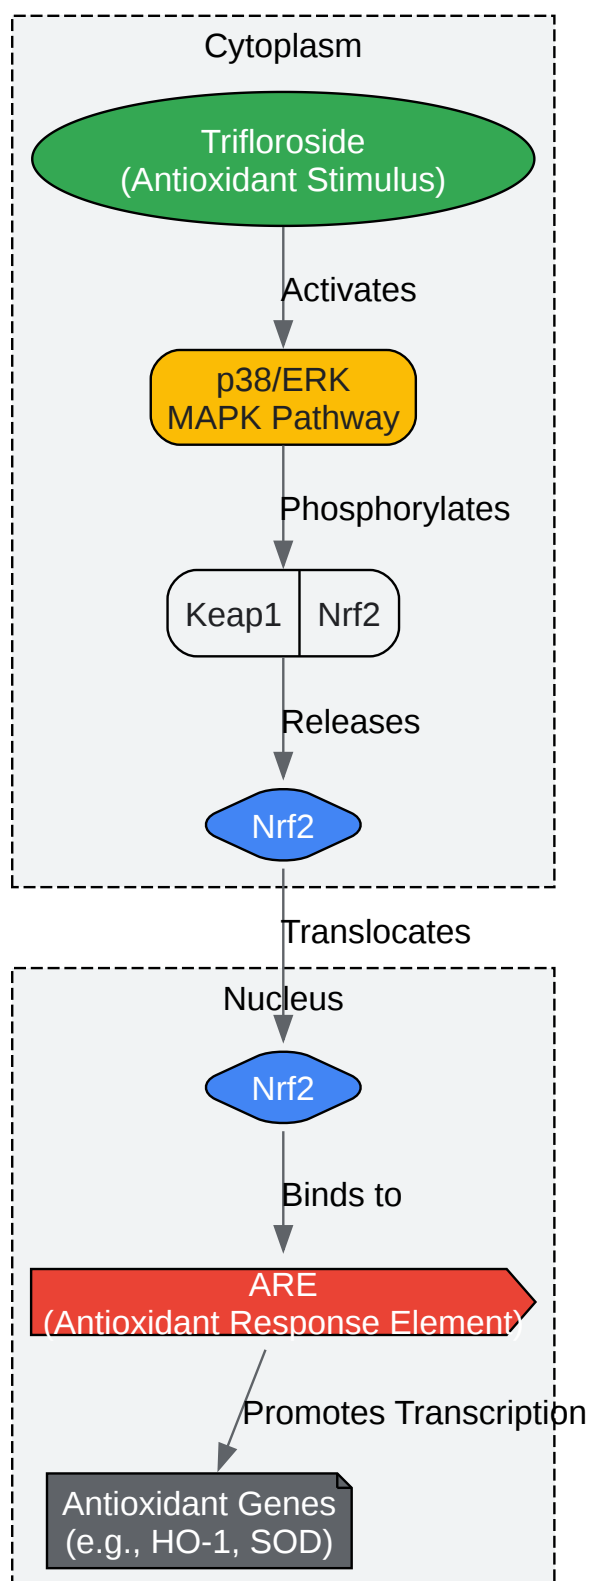 Cytoplasm
Trifloroside
(Antioxidant Stimulus)
Activates
p38/ERK
MAPK Pathway
Phosphorylates
Keap1 Nrf2
Releases
Nrf2
Translocates
Nucleus
Nrf2
Binds to
ARE
(Antioxidant Response Element)
Promotes Transcription
Antioxidant Genes
(e.g., HO-1, SOD)